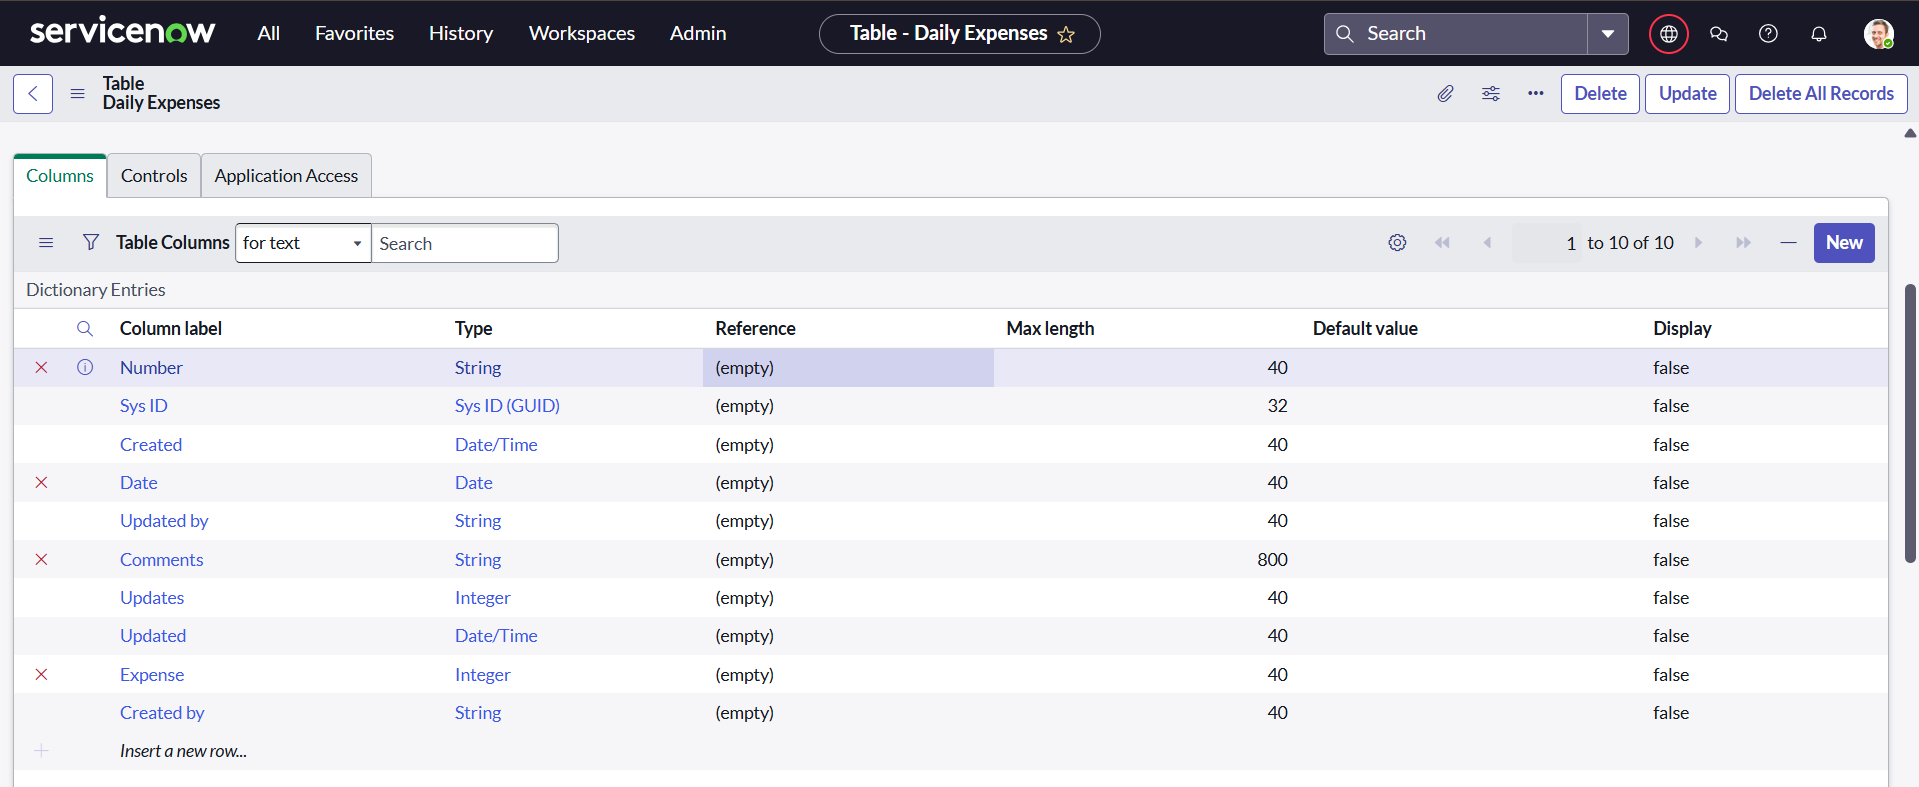 servicenow All Favorites History Workspaces Admin Table - Daily Expenses Search
Table
Daily Expenses
Delete Update Delete All Records
Columns Controls Application Access
Table Columns for text Search 1 to 10 of 10 New
Dictionary Entries
Column label Type Reference Max length Default value Display
Number String (empty) 40 false
Sys ID Sys ID (GUID) (empty) 32 false
Created Date/Time (empty) 40 false
Date Date (empty) 40 false
Updated by String (empty) 40 false
Comments String (empty) 800 false
Updates Integer (empty) 40 false
Updated Date/Time (empty) 40 false
Expense Integer (empty) 40 false
Created by String (empty) 40 false
Insert a new row...